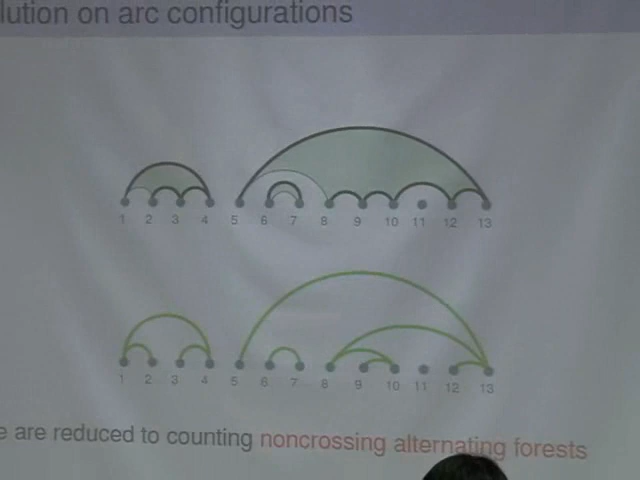 lution on arc configurations
1 2 3 4 5 6 7 8 9 10 11 12 13
1 2 3 4 5 6 7 8 9 10 11 12 13
e are reduced to counting noncrossing alternating forests